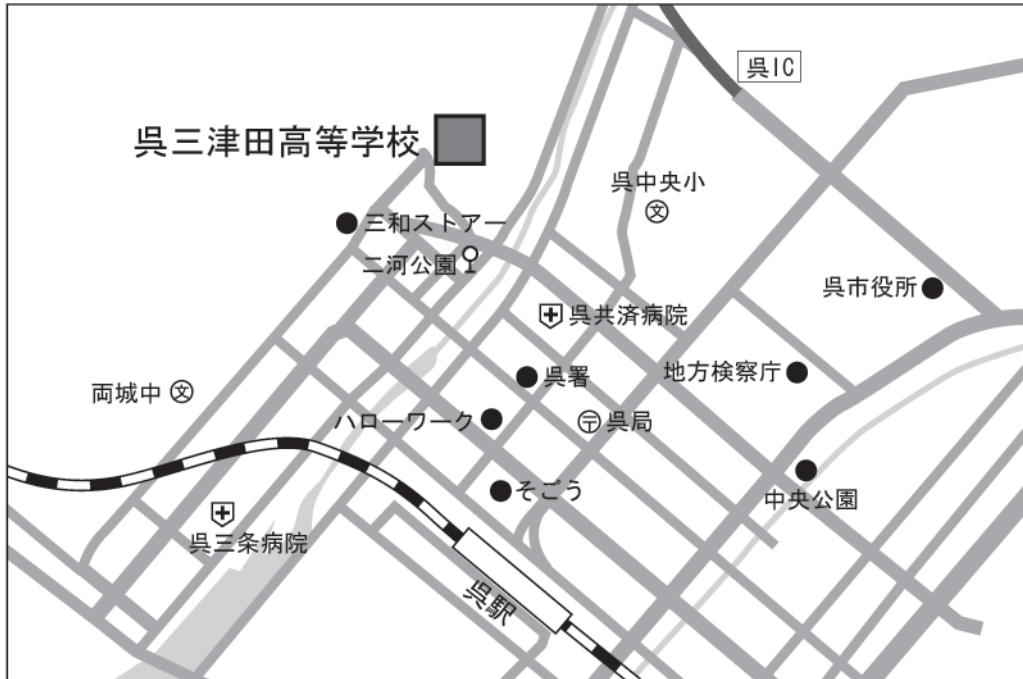 呉IC
呉三津田高等学校
呉中央小
文
三和ストアー
二河公園
呉市役所
呉共済病院
地方検察庁
呉署
両城中
文
ハローワーク
〒
呉局
そごう
中央公園
呉三条病院
呉駅